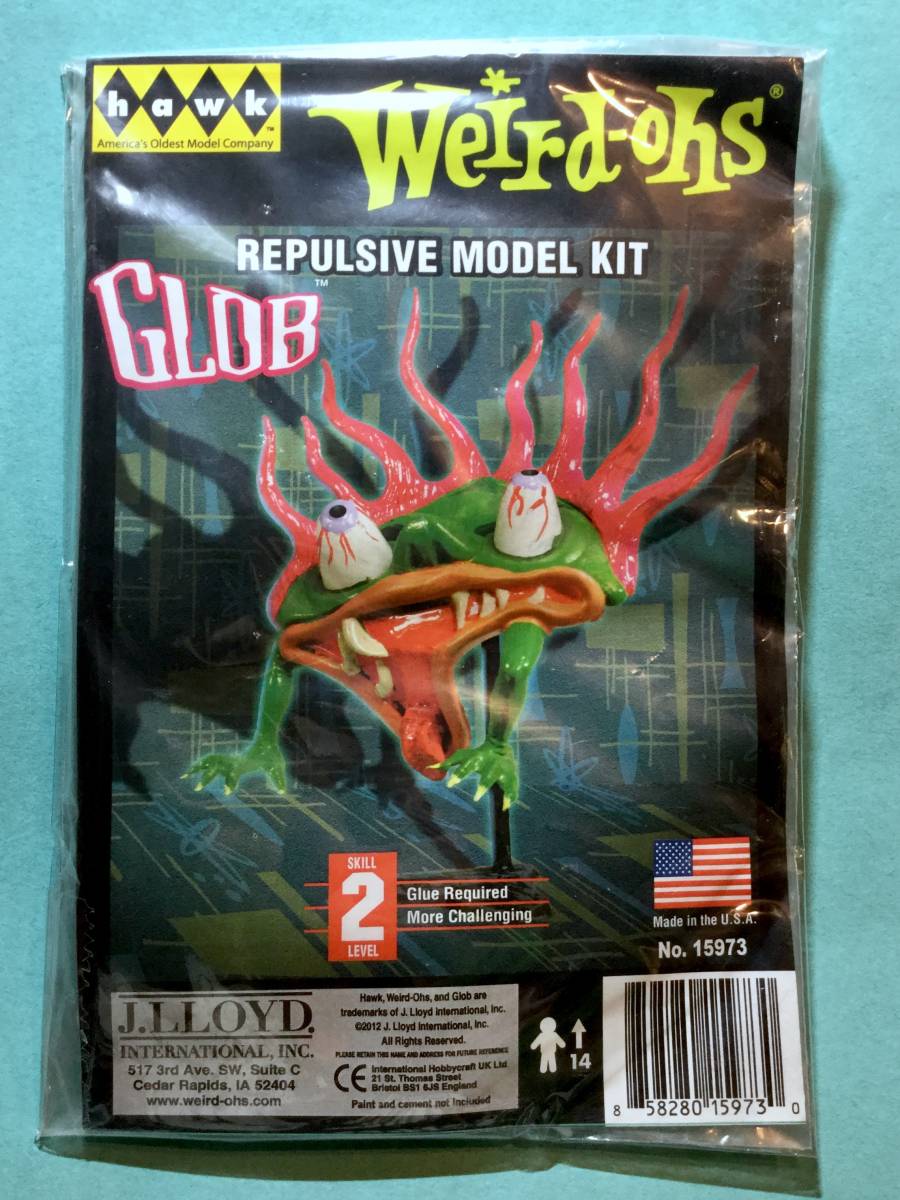 hawk™
America's Oldest Model Company
Weird-ohs®
REPULSIVE MODEL KIT
GLOB™
SKILL
2
LEVEL
Glue Required
More Challenging
Made in the U.S.A.
No. 15973
J.LLOYD.
INTERNATIONAL, INC.
517 3rd Ave. SW, Suite C
Cedar Rapids, IA 52404
www.weird-ohs.com
Hawk, Weird-Ohs, and Glob are
trademarks of J. Lloyd International, Inc.
©2012 J. Lloyd International, Inc.
All Rights Reserved.
PLEASE RETAIN THIS NAME AND ADDRESS FOR FUTURE REFERENCE
CE
International Hobbycraft UK Ltd
21 St. Thomas Street
Bristol BS1 6JS England
Paint and cement not included
14
8 58280 15973 0